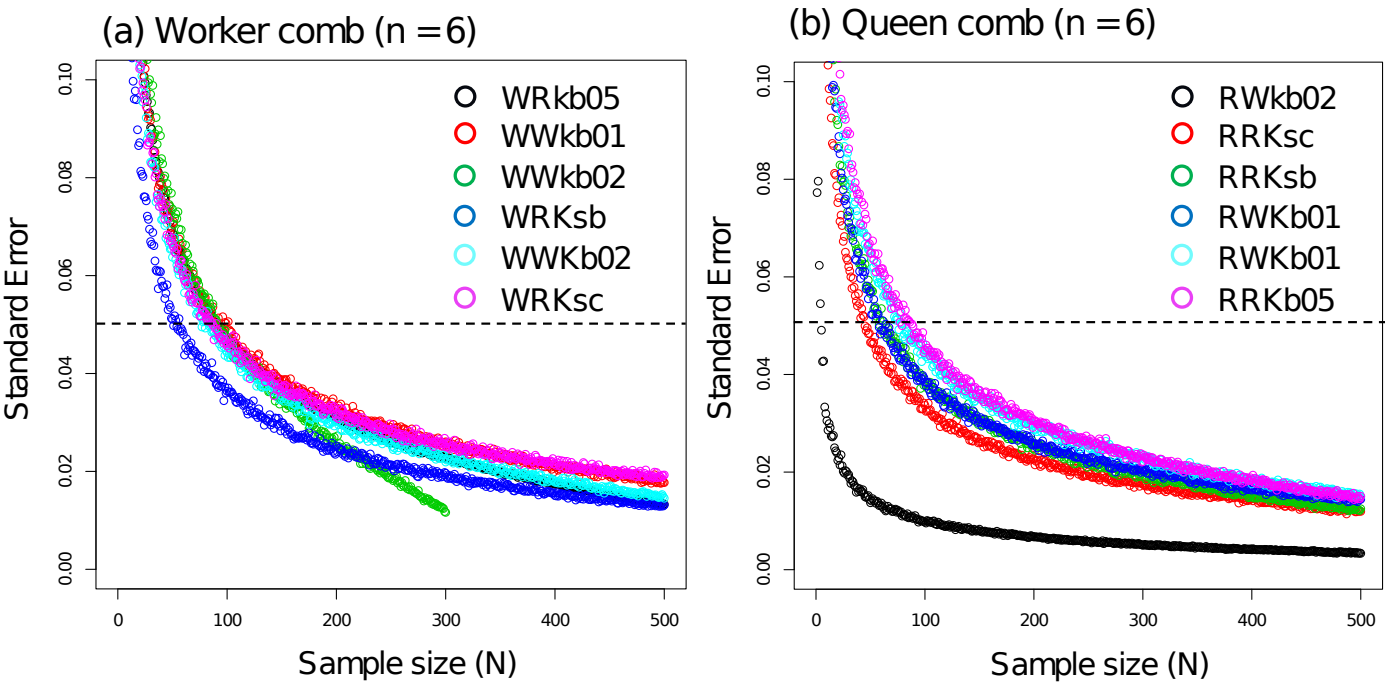 (a) Worker comb (n = 6)
Standard Error
0.10
0.08
0.06
0.04
0.02
0.00
WRkb05
WWkb01
WWkb02
WRKsb
WWKb02
WRKsc
0 100 200 300 400 500
Sample size (N)
(b) Queen comb (n = 6)
Standard Error
0.10
0.08
0.06
0.04
0.02
0.00
RWkb02
RRKsc
RRKsb
RWKb01
RWKb01
RRKb05
0 100 200 300 400 500
Sample size (N)